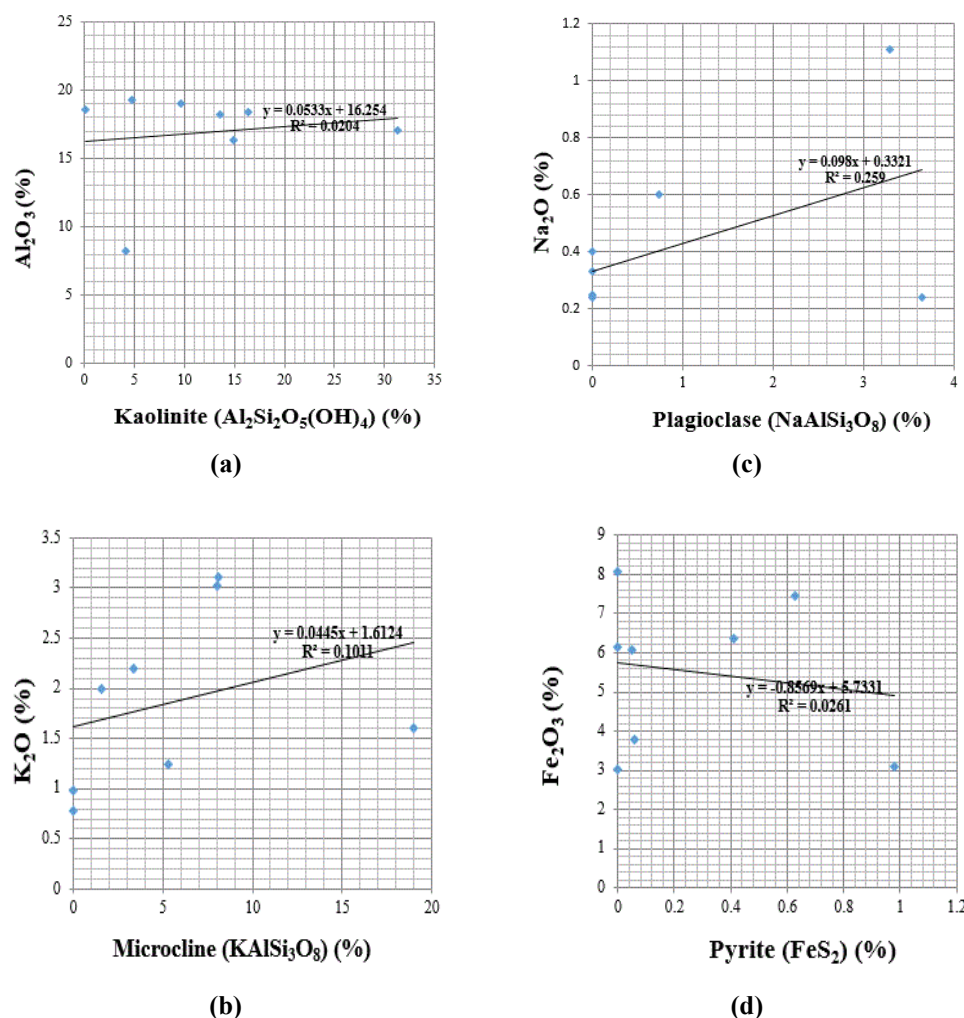 25
20
15
10
5
0
0 5 10 15 20 25 30 35
Al₂O₃ (%)
y = 0.0533x + 16.254
R² = 0.0204
Kaolinite (Al₂Si₂O₅(OH)₄) (%)
(a)
1.2
1
0.8
0.6
0.4
0.2
0
0 1 2 3 4
Na₂O (%)
y = 0.098x + 0.3321
R² = 0.259
Plagioclase (NaAlSi₃O₈) (%)
(c)
3.5
3
2.5
2
1.5
1
0.5
0
0 5 10 15 20
K₂O (%)
y = 0.0445x + 1.6124
R² = 0.1011
Microcline (KAlSi₃O₈) (%)
(b)
9
8
7
6
5
4
3
2
1
0
0 0.2 0.4 0.6 0.8 1 1.2
Fe₂O₃ (%)
y = -0.8569x + 5.7331
R² = 0.0261
Pyrite (FeS₂) (%)
(d)